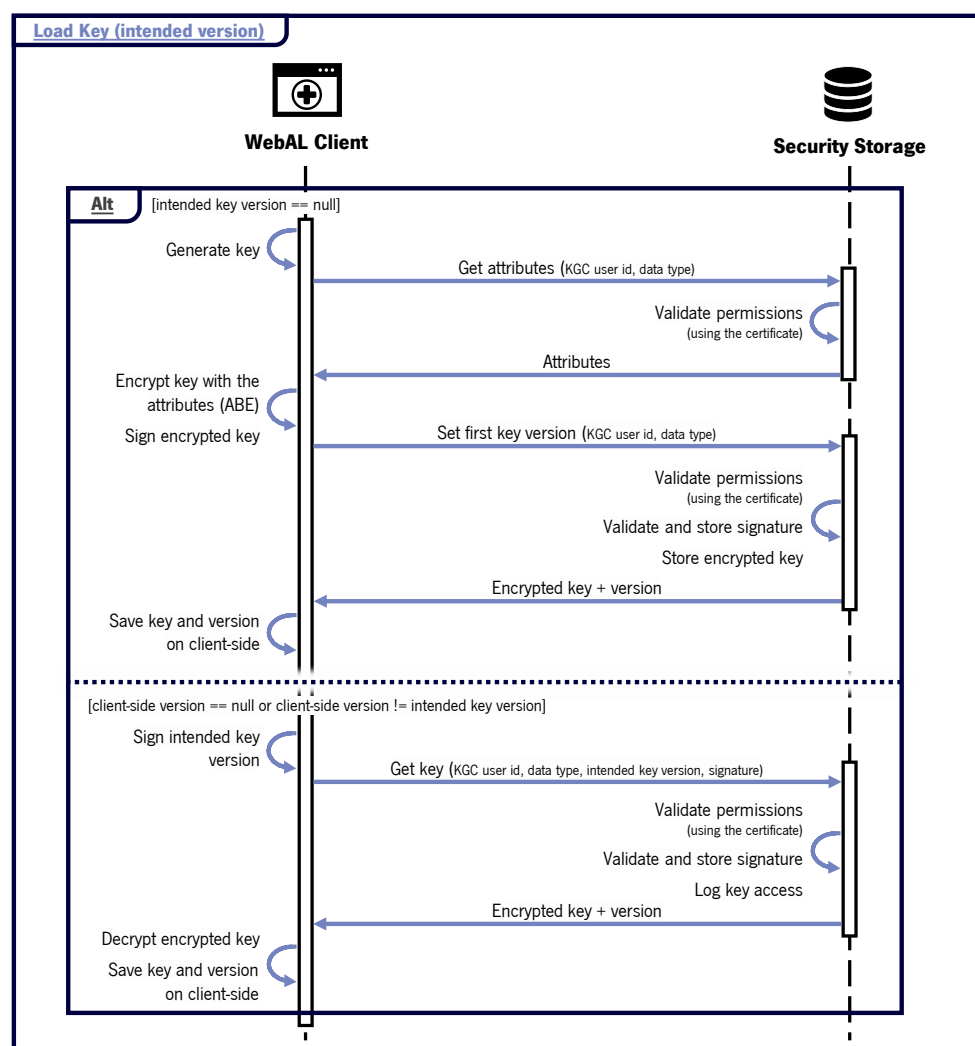 Load Key (intended version)
WebAL Client
Security Storage
Alt
[intended key version == null]
Generate key
Get attributes (KGC user id, data type)
Validate permissions
(using the certificate)
Attributes
Encrypt key with the
attributes (ABE)
Sign encrypted key
Set first key version (KGC user id, data type)
Validate permissions
(using the certificate)
Validate and store signature
Store encrypted key
Encrypted key + version
Save key and version
on client-side
[client-side version == null or client-side version != intended key version]
Sign intended key
version
Get key (KGC user id, data type, intended key version, signature)
Validate permissions
(using the certificate)
Validate and store signature
Log key access
Encrypted key + version
Decrypt encrypted key
Save key and version
on client-side